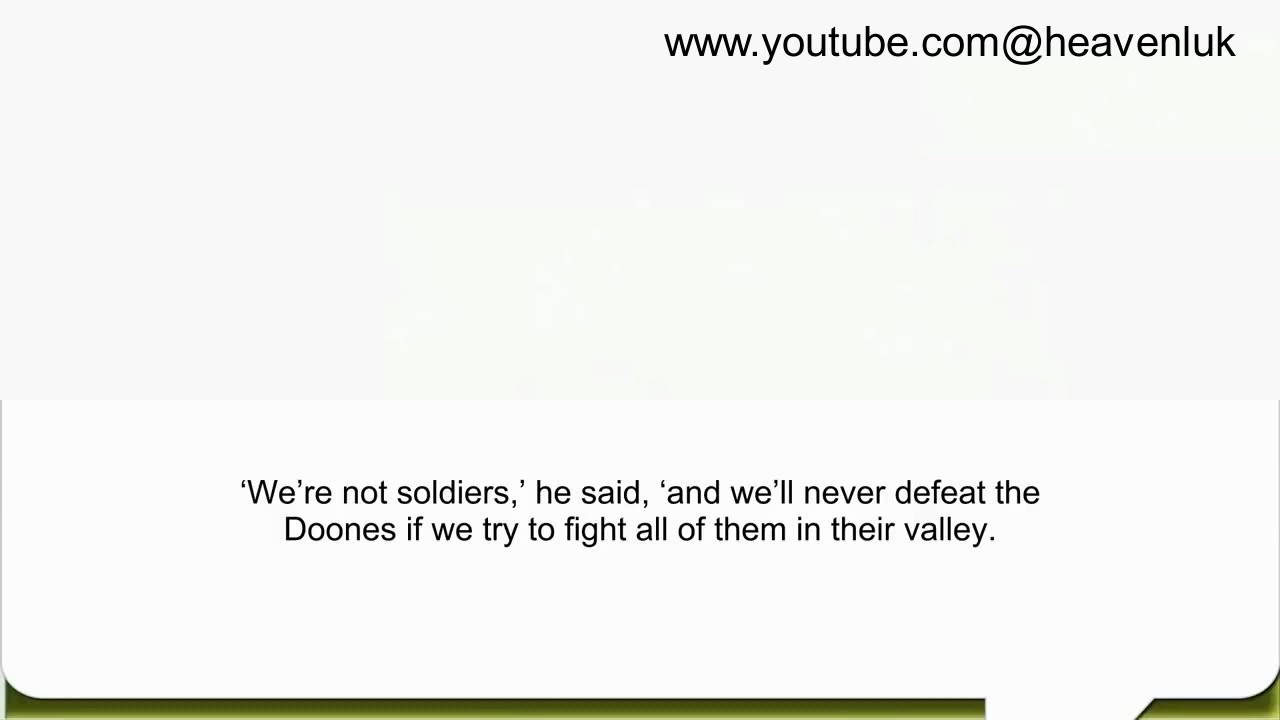 www.youtube.com@heavenluk
‘We’re not soldiers,’ he said, ‘and we’ll never defeat the
Doones if we try to fight all of them in their valley.